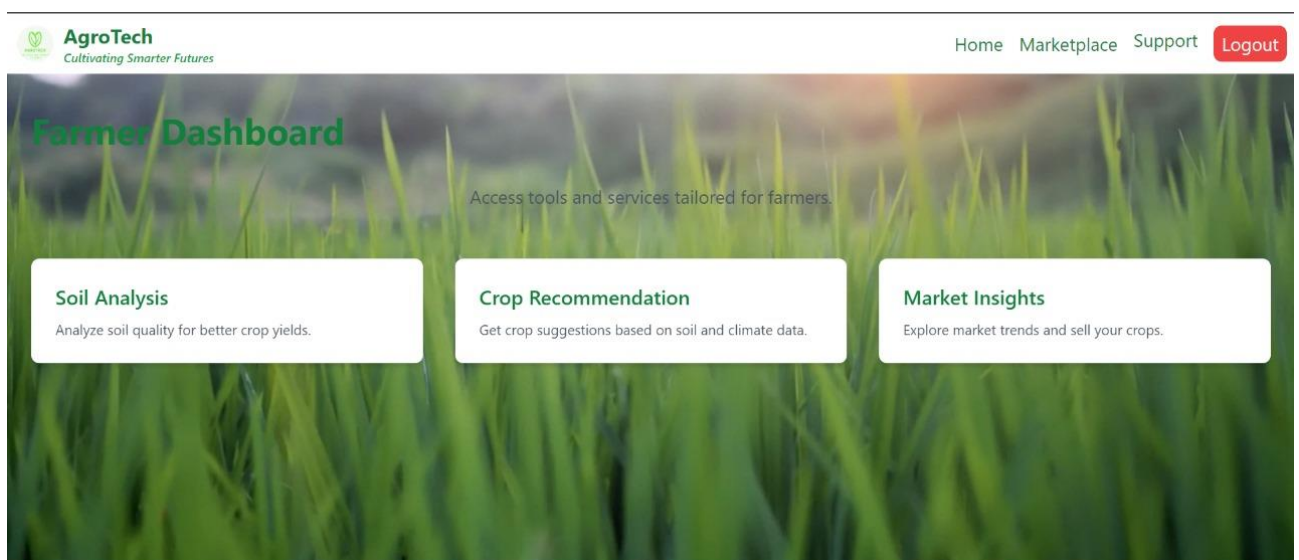 AgroTech
Cultivating Smarter Futures
Home Marketplace Support Logout
Farmer Dashboard
Access tools and services tailored for farmers.
Soil Analysis
Analyze soil quality for better crop yields.
Crop Recommendation
Get crop suggestions based on soil and climate data.
Market Insights
Explore market trends and sell your crops.